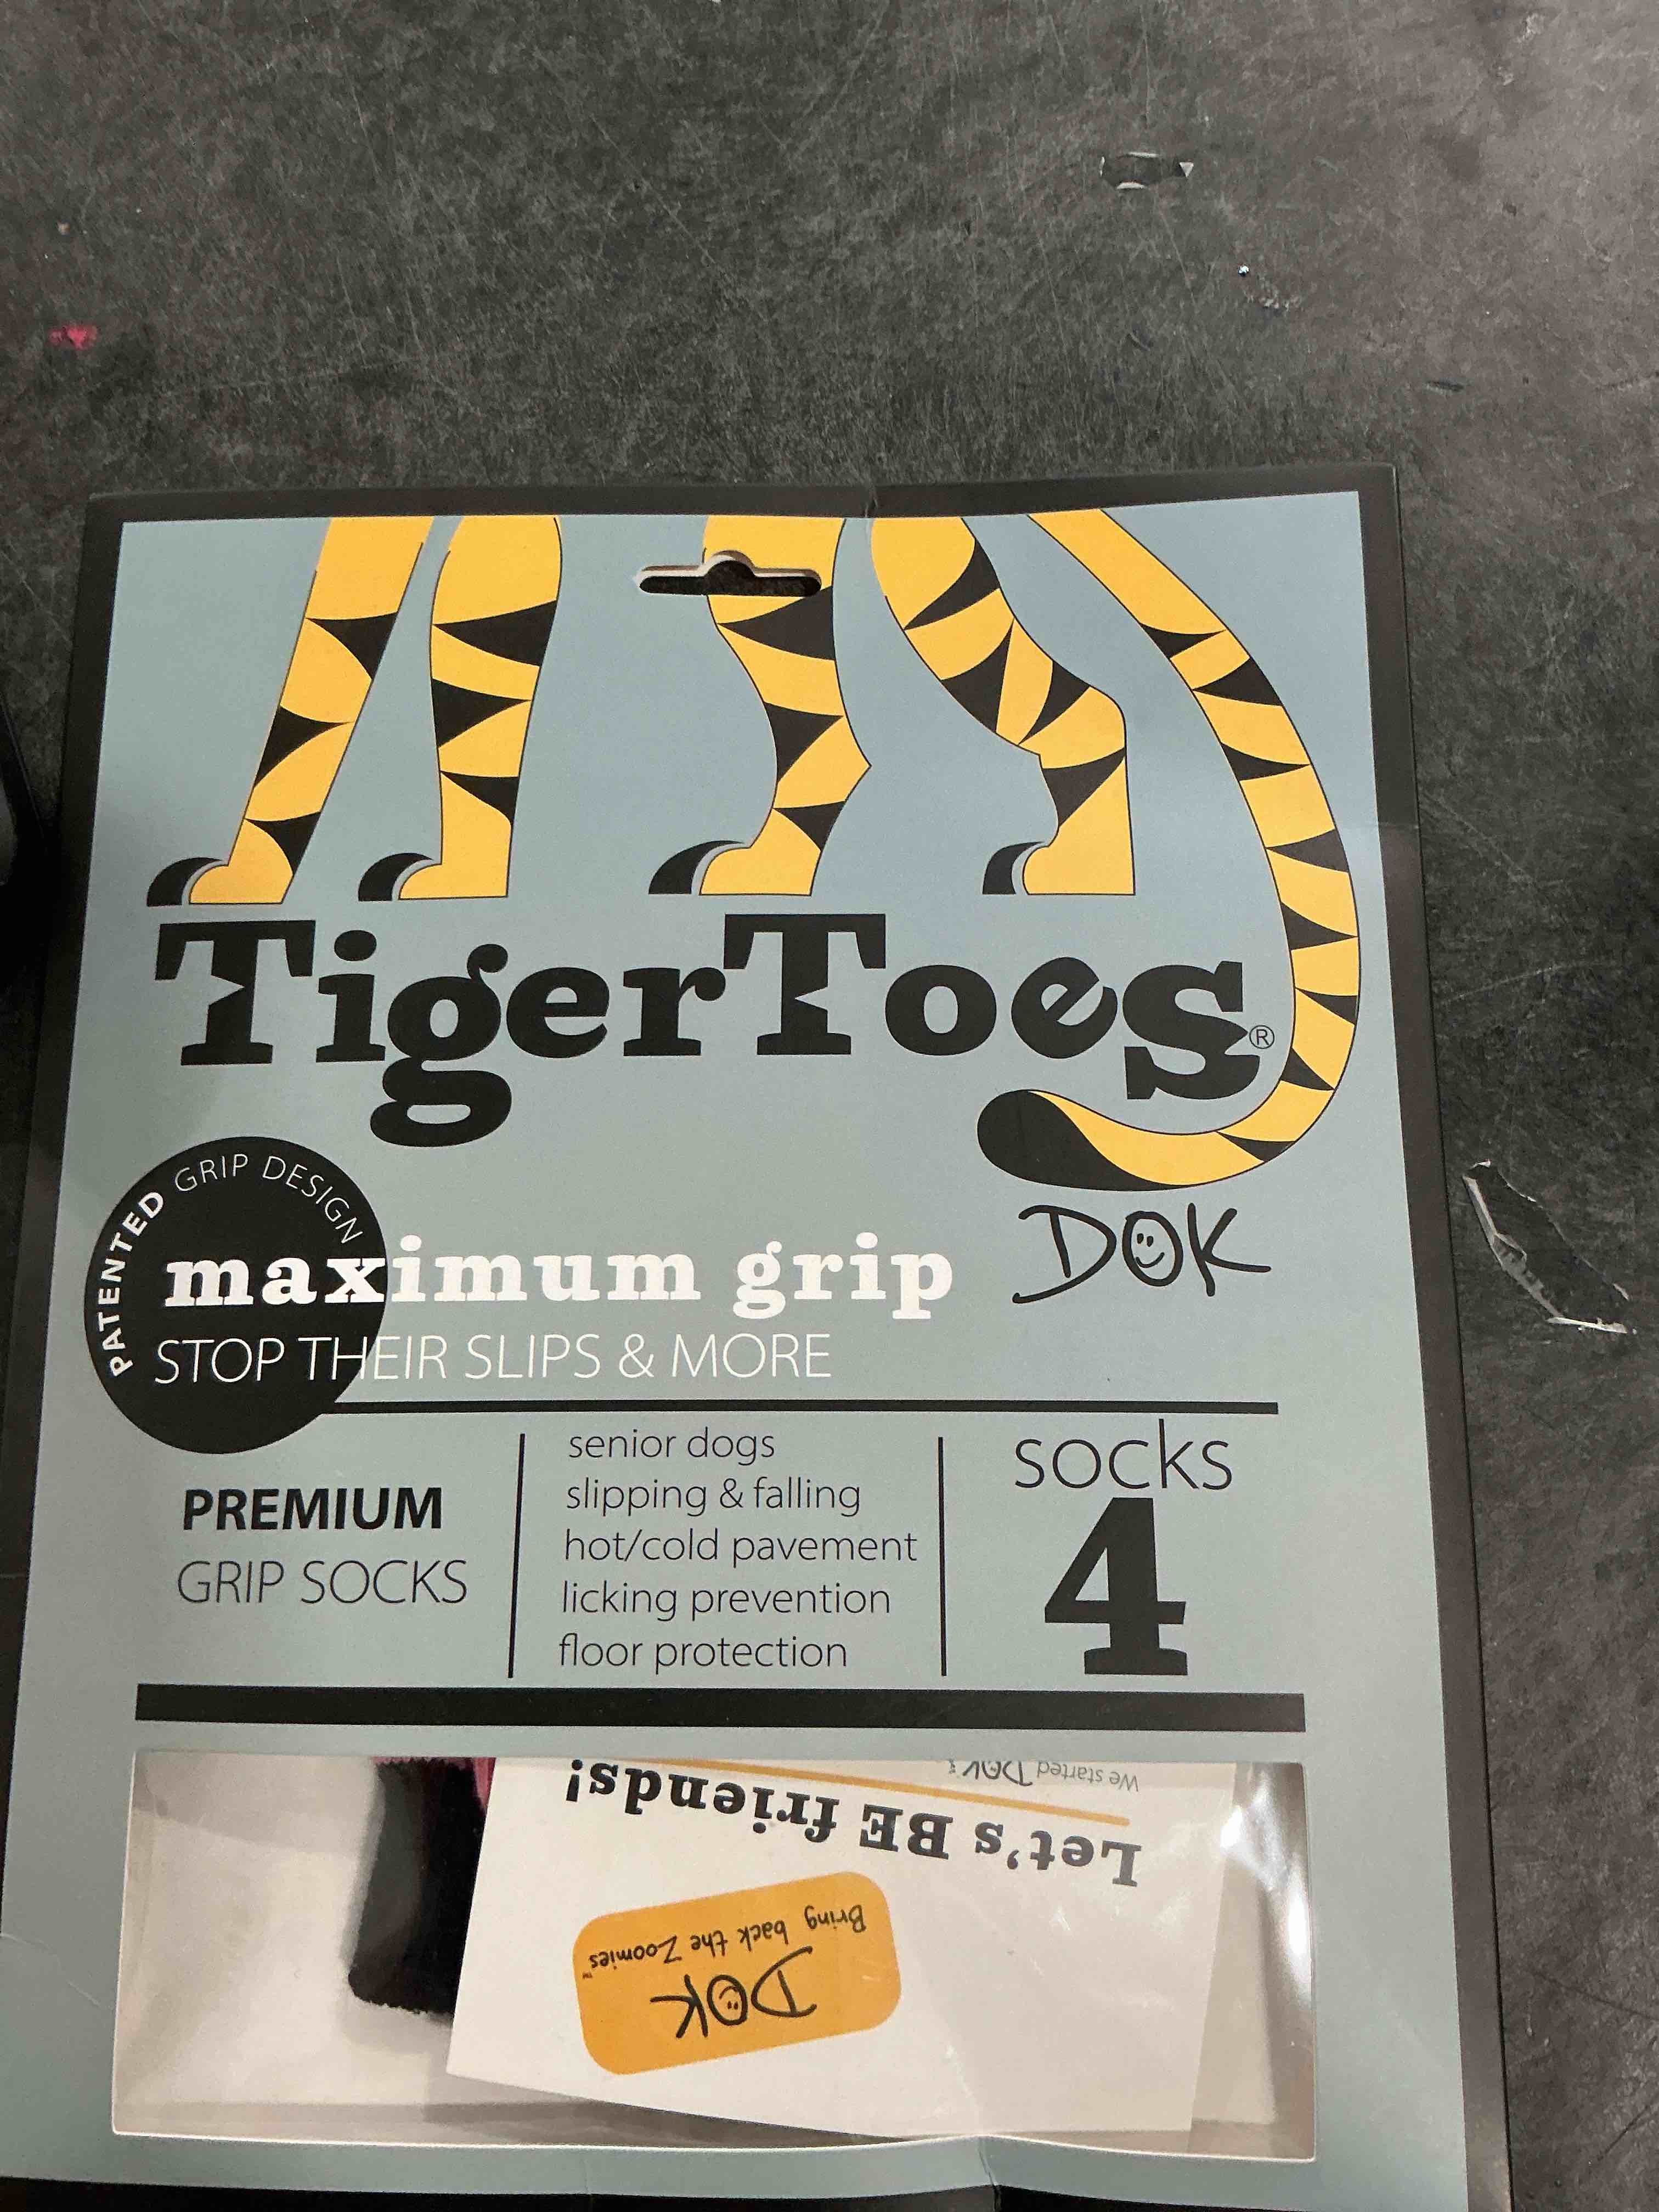 TigerToes®
DOK
PATENTED GRIP DESIGN
maximum grip
STOP THEIR SLIPS & MORE
PREMIUM
GRIP SOCKS
senior dogs
slipping & falling
hot/cold pavement
licking prevention
floor protection
SOCKS
4
DOK
Bring back the Zoomies™
Let's BE friends!
We started DOK